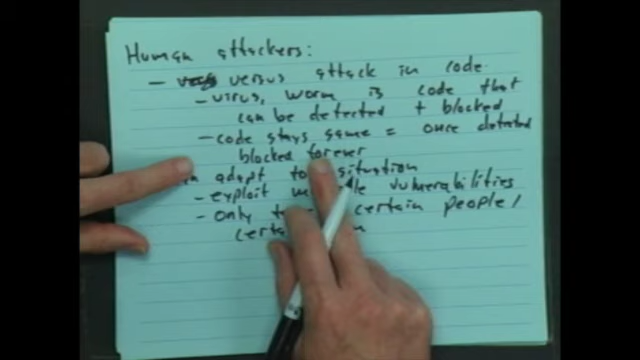 Human attackers:
- versus attack in code
- virus, worm is code that
can be detected + blocked
- code stays same = once detected
blocked forever
adapt to situation
- exploit vulnerabilities
- only certain people/